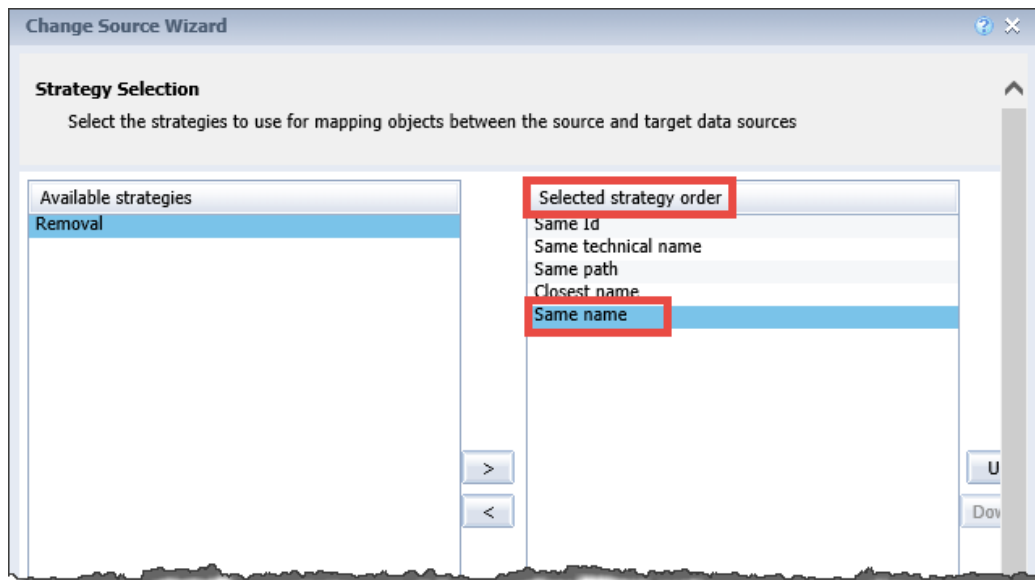 Change Source Wizard
?
Strategy Selection
Select the strategies to use for mapping objects between the source and target data sources
Available strategies
Removal
Selected strategy order
Same Id
Same technical name
Same path
Closest name
Same name
>
<
U
Dow